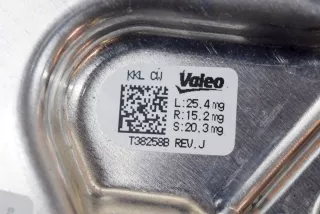 KKL CW Valeo
L:25.4mg
R:15.2mg
S:20.3mg
T38258B REV.J